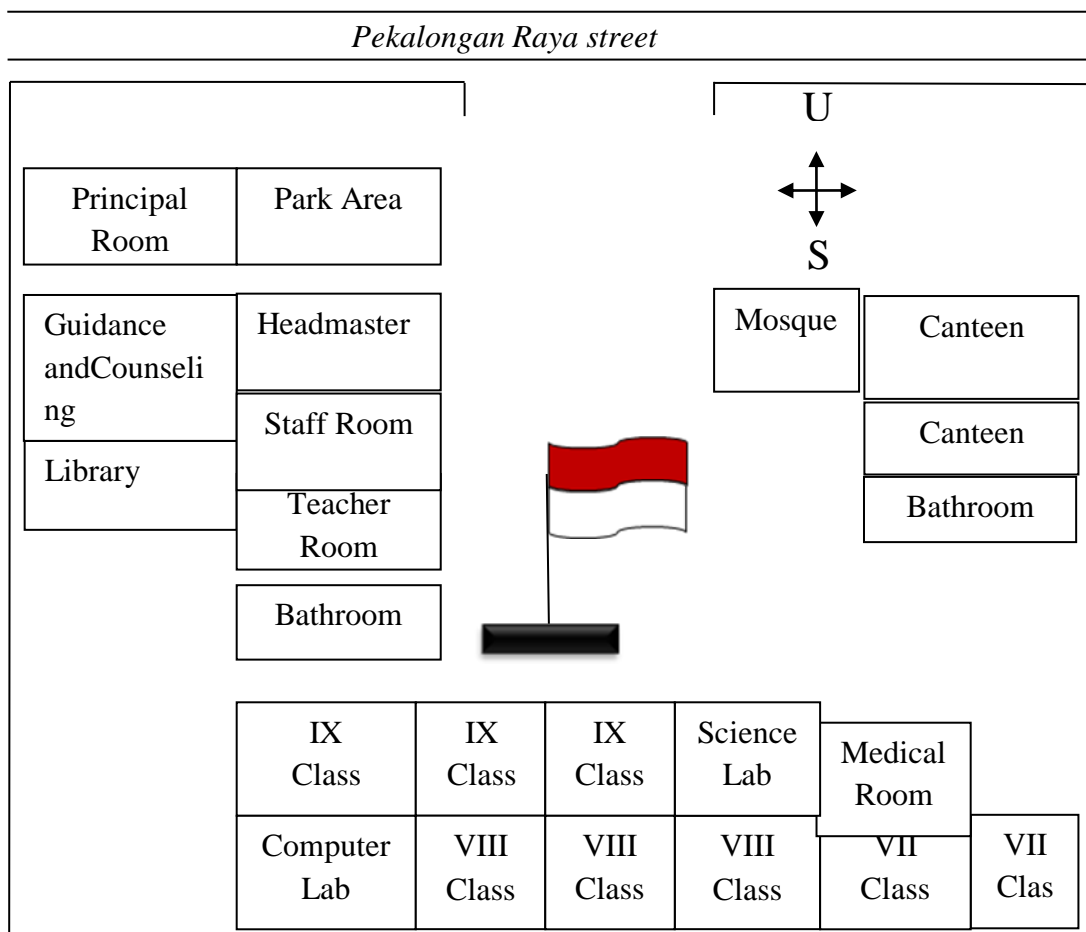 Pekalongan Raya street
U
S
Principal
Room
Park Area
Guidance
andCounseli
ng
Headmaster
Mosque
Canteen
Staff Room
Canteen
Library
Teacher
Room
Bathroom
Bathroom
IX
Class
IX
Class
IX
Class
Science
Lab
Medical
Room
Computer
Lab
VIII
Class
VIII
Class
VIII
Class
VII
Class
VII
Clas